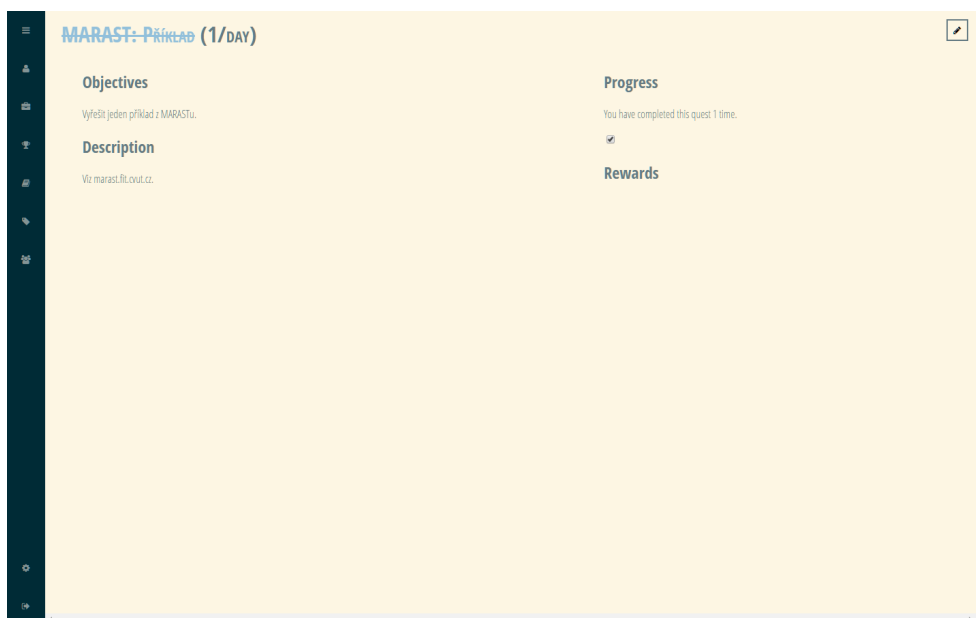 MARAST: Příklad (1/day)
Objectives
Vyřešit jeden příklad z MARASTu.
Description
Viz marast.fit.cvut.cz.
Progress
You have completed this quest 1 time.
Rewards